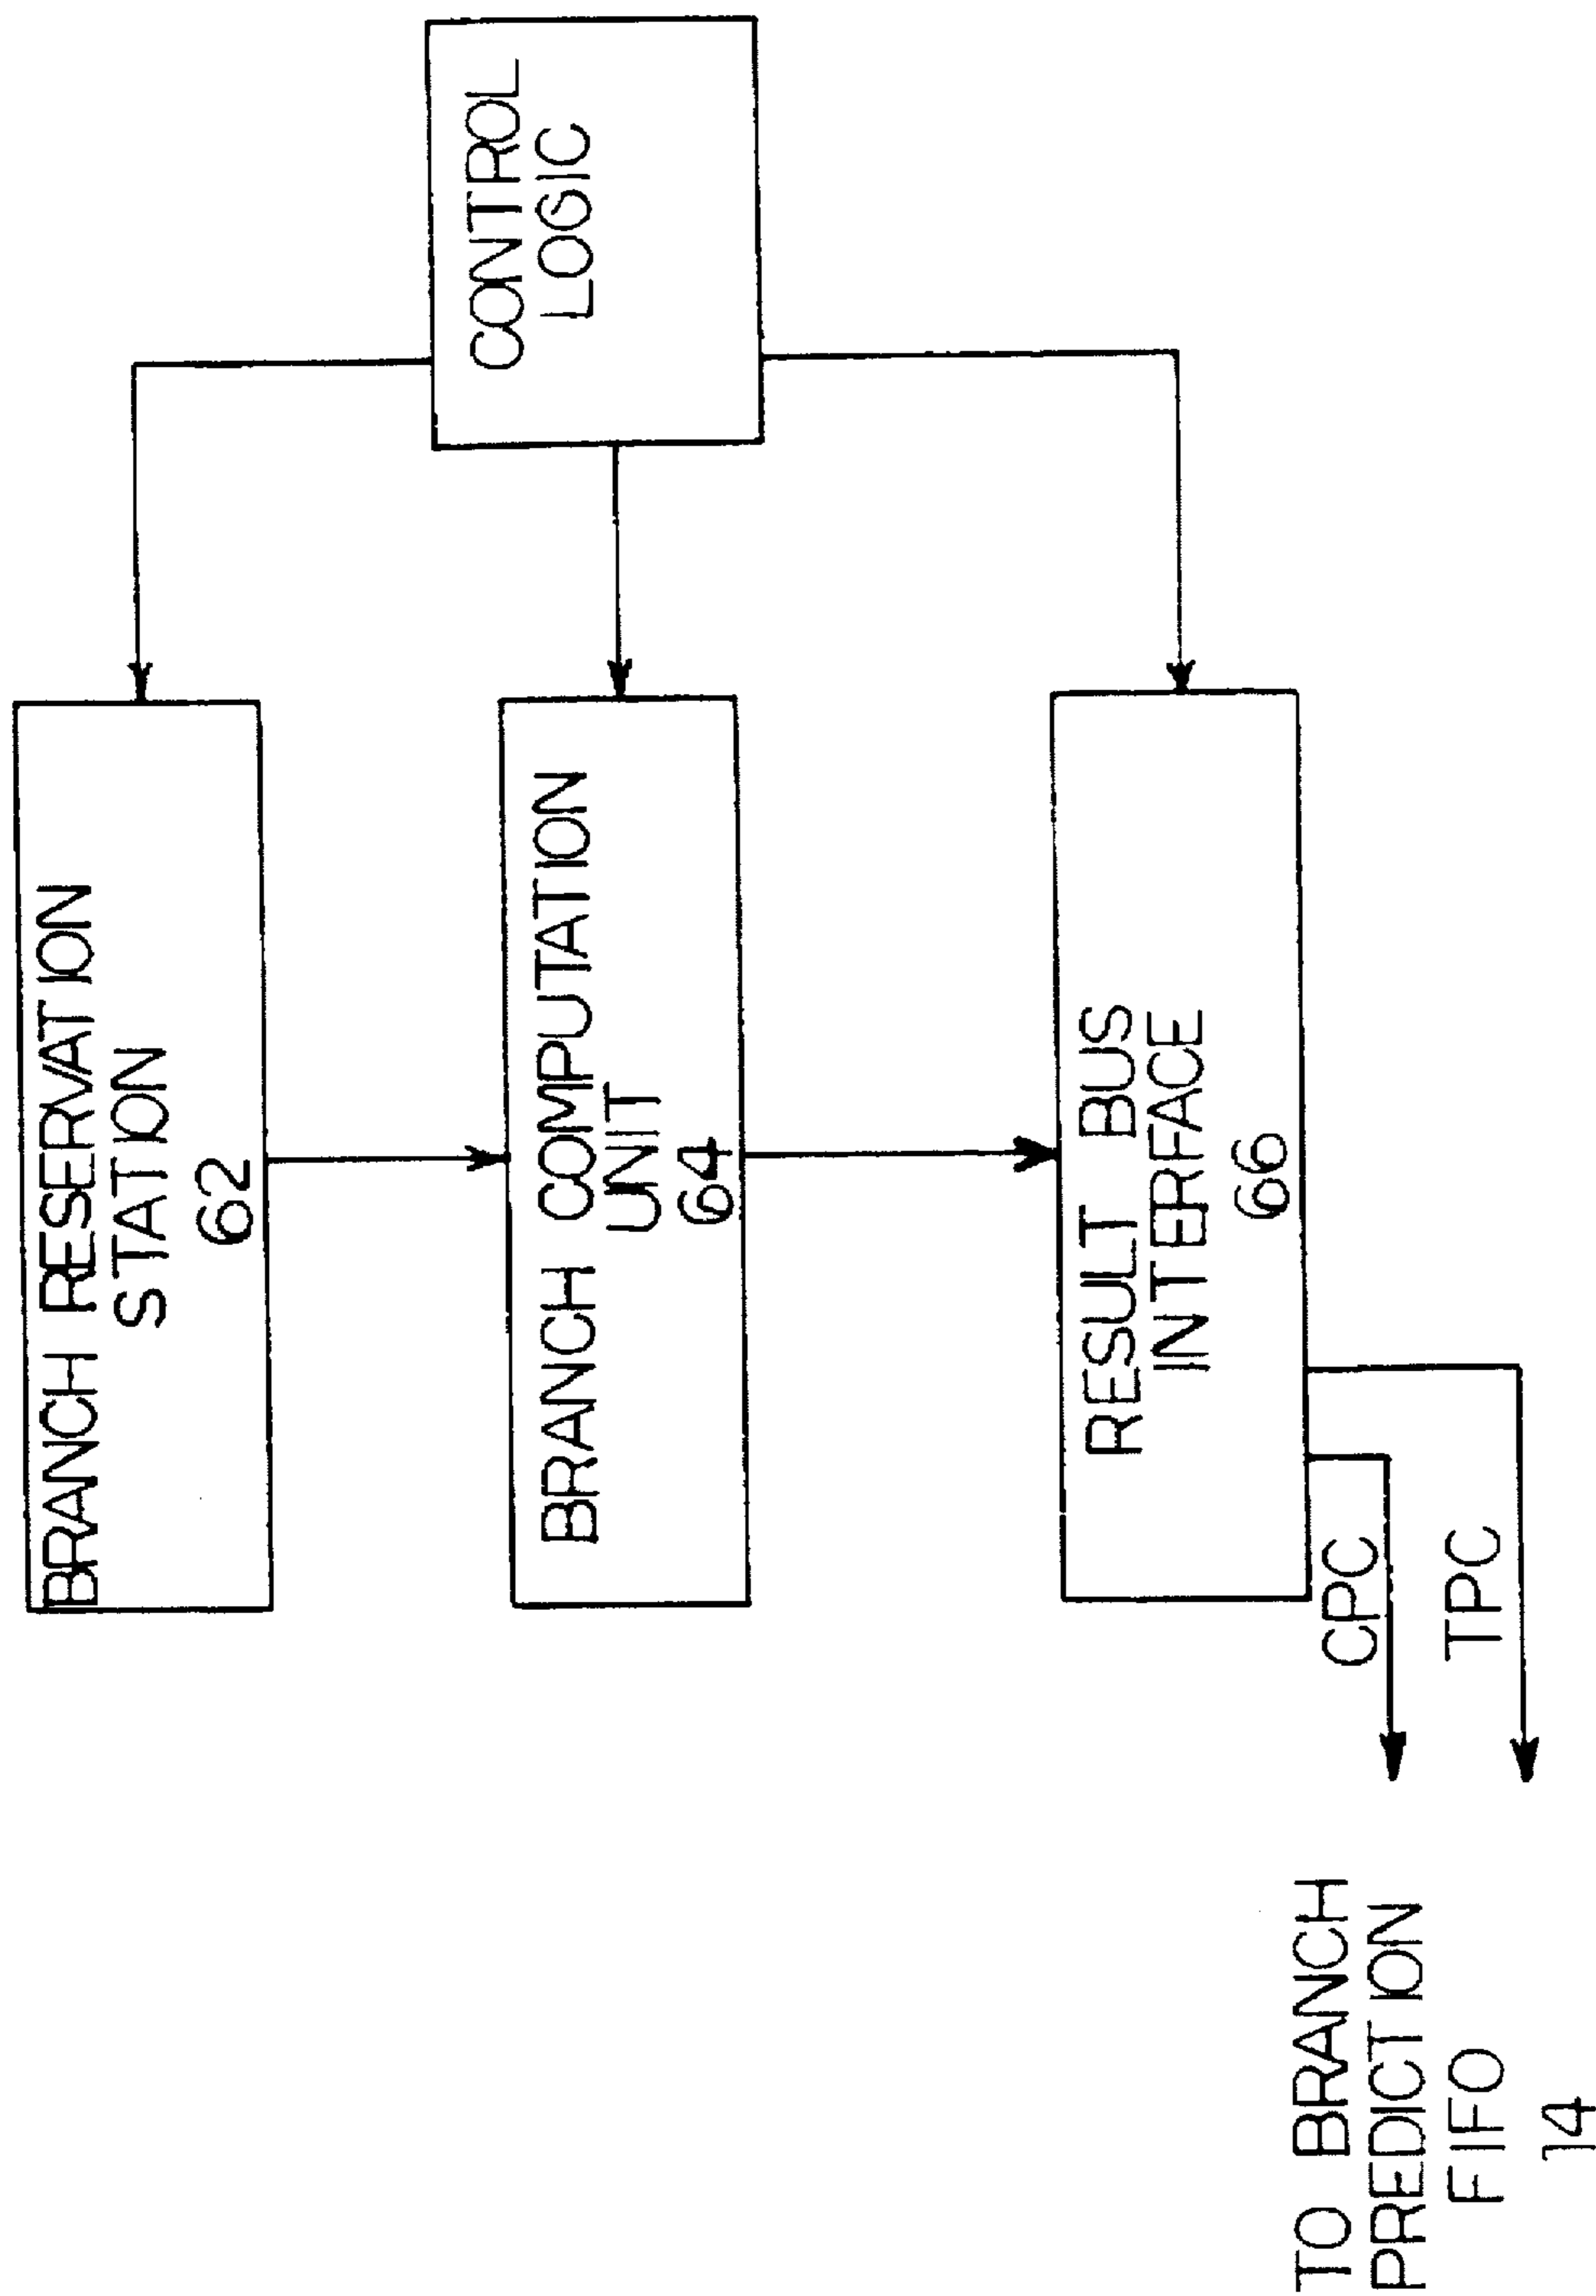 BRANCH RESERVATION
STATION
62
BRANCH COMPUTATION
UNIT
64
CONTROL
LOGIC
RESULT BUS
INTERFACE
66
CPC
TPC
TO BRANCH
PREDICTION
FIFO
14